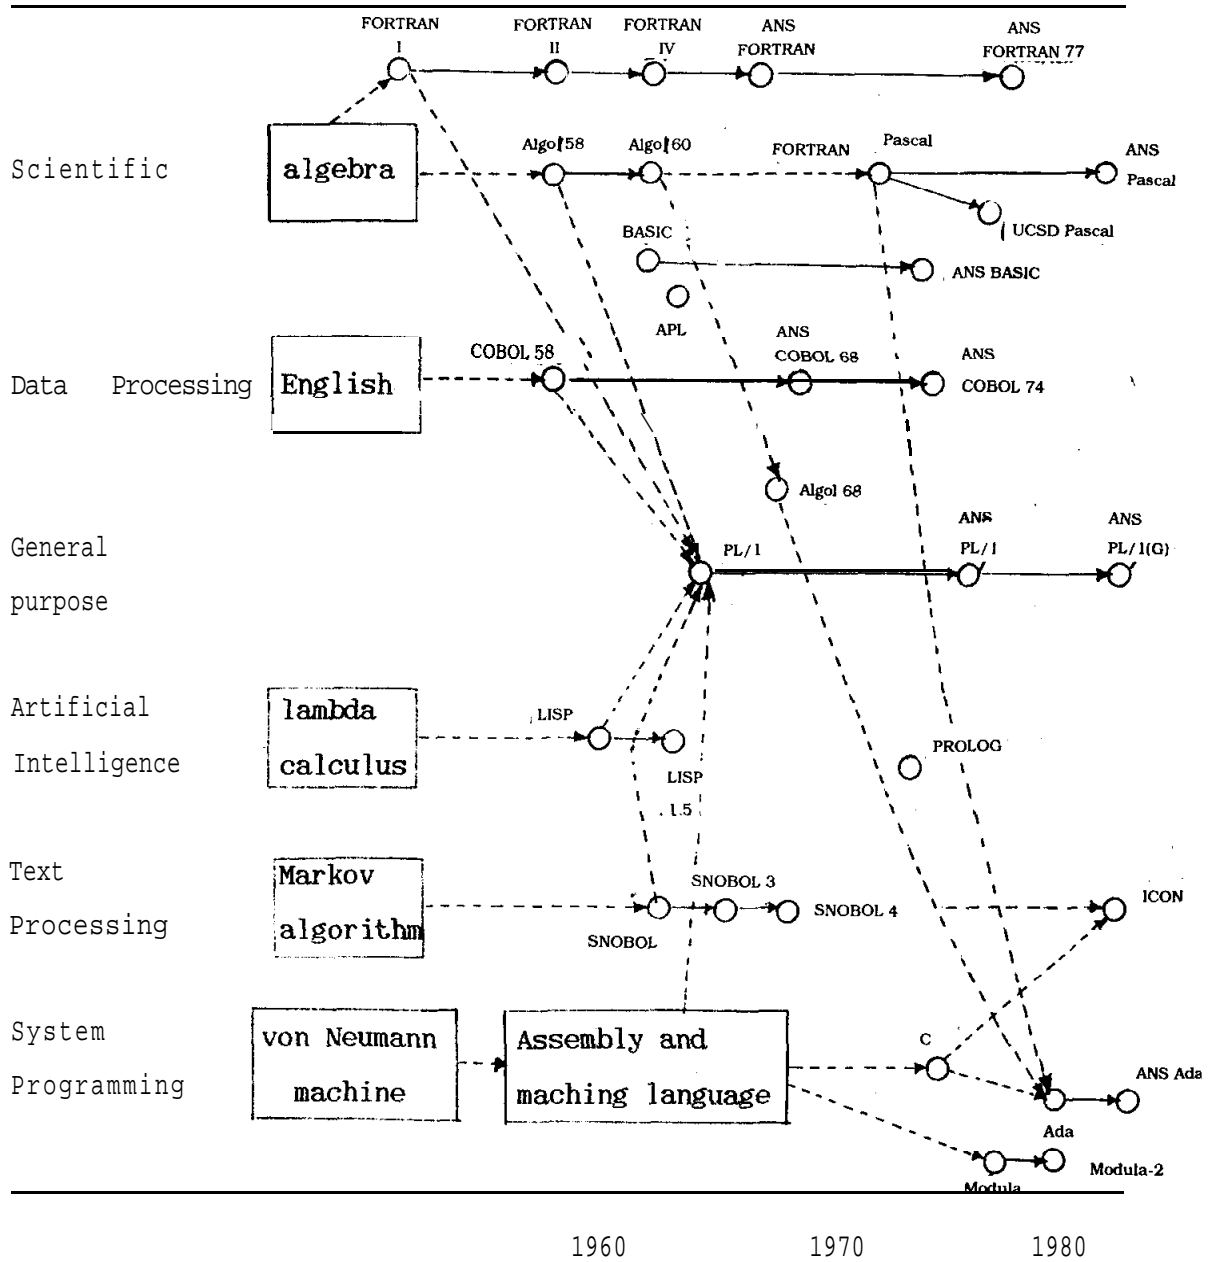 FORTRAN
I
FORTRAN
II
FORTRAN
IV
ANS
FORTRAN
ANS
FORTRAN 77
Scientific
algebra
Algol 58
Algol 60
FORTRAN
Pascal
ANS
Pascal
UCSD Pascal
BASIC
ANS BASIC
APL
Data Processing
English
COBOL 58
ANS
COBOL 68
ANS
COBOL 74
Algol 68
General
purpose
PL/I
ANS
PL/I
ANS
PL/I(G)
Artificial
Intelligence
lambda
calculus
LISP
LISP
1.5
PROLOG
Text
Processing
Markov
algorithm
SNOBOL
SNOBOL 3
SNOBOL 4
ICON
System
Programming
von Neumann
machine
Assembly and
maching language
C
Ada
ANS Ada
Modula
Modula-2
1960
1970
1980